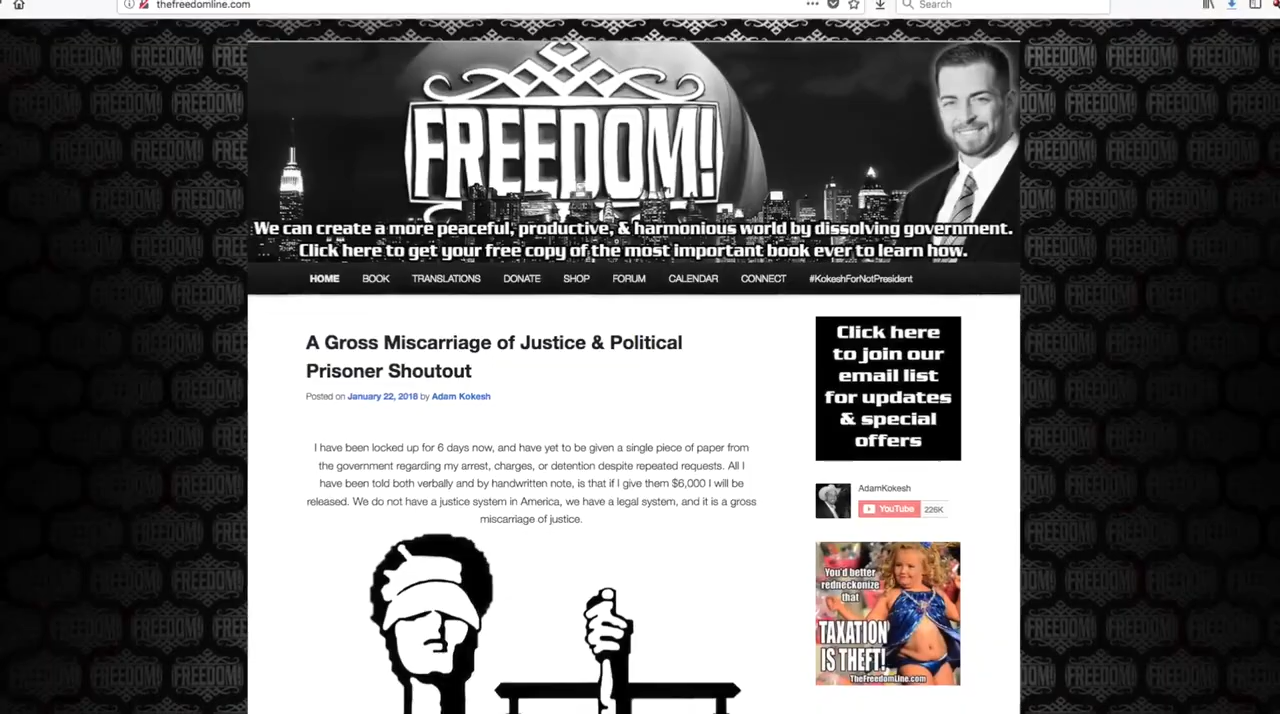 thefreedomline.com
Search
FREEDOM!
We can create a more peaceful, productive, & harmonious world by dissolving government.
Click here to get your free copy of the most important book ever to learn how.
HOME BOOK TRANSLATIONS DONATE SHOP FORUM CALENDAR CONNECT #KokeshForNotPresident
A Gross Miscarriage of Justice & Political
Prisoner Shoutout
Posted on January 22, 2018 by Adam Kokesh
I have been locked up for 6 days now, and have yet to be given a single piece of paper from
the government regarding my arrest, charges, or detention despite repeated requests. All I
have been told both verbally and by handwritten note, is that if I give them $6,000 I will be
released. We do not have a justice system in America, we have a legal system, and it is a gross
miscarriage of justice.
Click here
to join our
email list
for updates
& special
offers
AdamKokesh
YouTube 226K
You'd better
redneckonize
that
TAXATION
IS THEFT!
TheFreedomLine.com